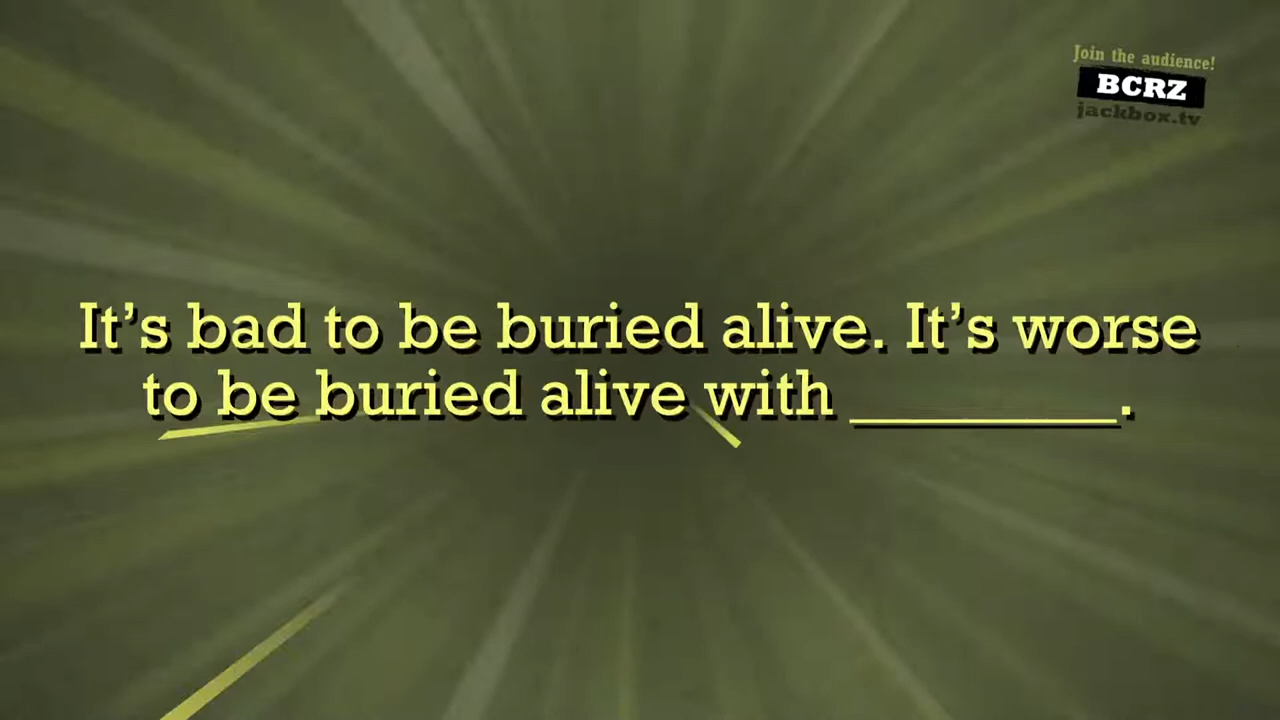 Join the audience!
BCRZ
jackbox.tv
It's bad to be buried alive. It's worse
to be buried alive with _________.